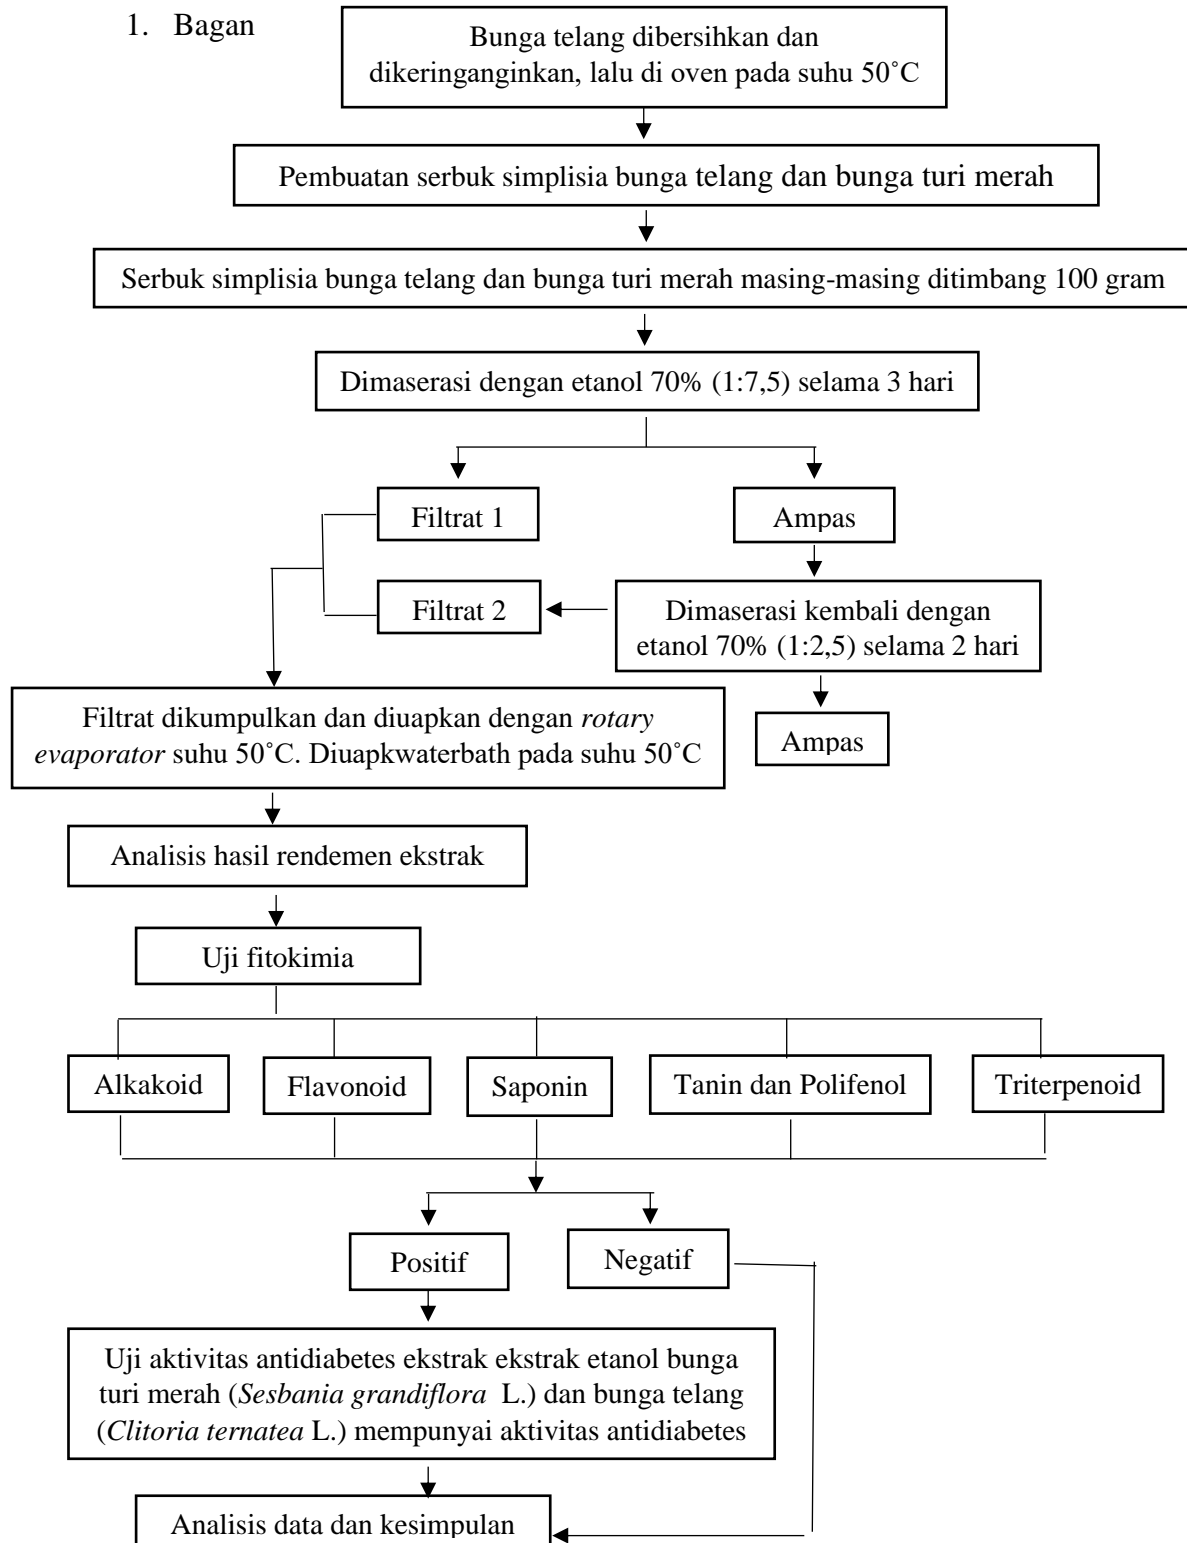 1. Bagan
Bunga telang dibersihkan dan
dikeringanginkan, lalu di oven pada suhu 50˚C
Pembuatan serbuk simplisia bunga telang dan bunga turi merah
Serbuk simplisia bunga telang dan bunga turi merah masing-masing ditimbang 100 gram
Dimaserasi dengan etanol 70% (1:7,5) selama 3 hari
Filtrat 1
Ampas
Filtrat 2
Dimaserasi kembali dengan
etanol 70% (1:2,5) selama 2 hari
Ampas
Filtrat dikumpulkan dan diuapkan dengan rotary
evaporator suhu 50˚C. Diuapkwaterbath pada suhu 50˚C
Analisis hasil rendemen ekstrak
Uji fitokimia
Alkakoid
Flavonoid
Saponin
Tanin dan Polifenol
Triterpenoid
Positif
Negatif
Uji aktivitas antidiabetes ekstrak ekstrak etanol bunga
turi merah (Sesbania grandiflora L.) dan bunga telang
(Clitoria ternatea L.) mempunyai aktivitas antidiabetes
Analisis data dan kesimpulan